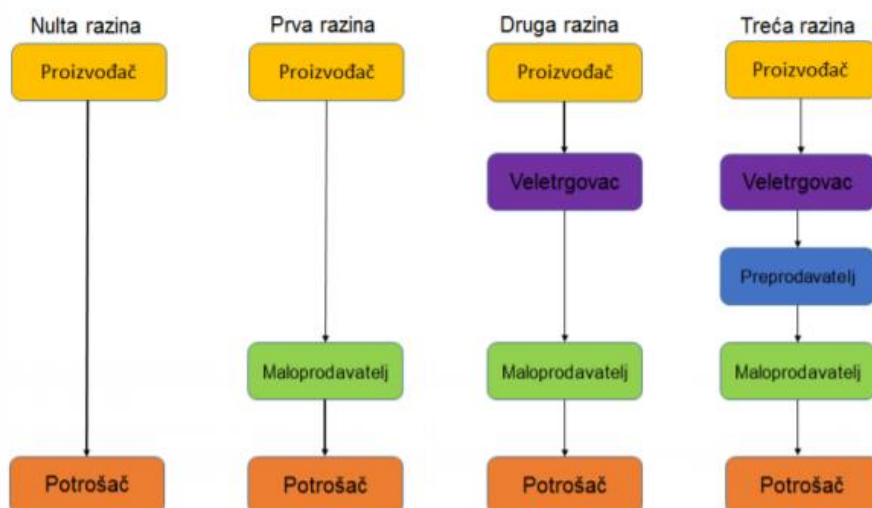 Nulta razina
Prva razina
Druga razina
Treća razina
Proizvođač
Proizvođač
Proizvođač
Proizvođač
Veletrgovac
Veletrgovac
Preprodavatelj
Maloprodavatelj
Maloprodavatelj
Maloprodavatelj
Potrošač
Potrošač
Potrošač
Potrošač